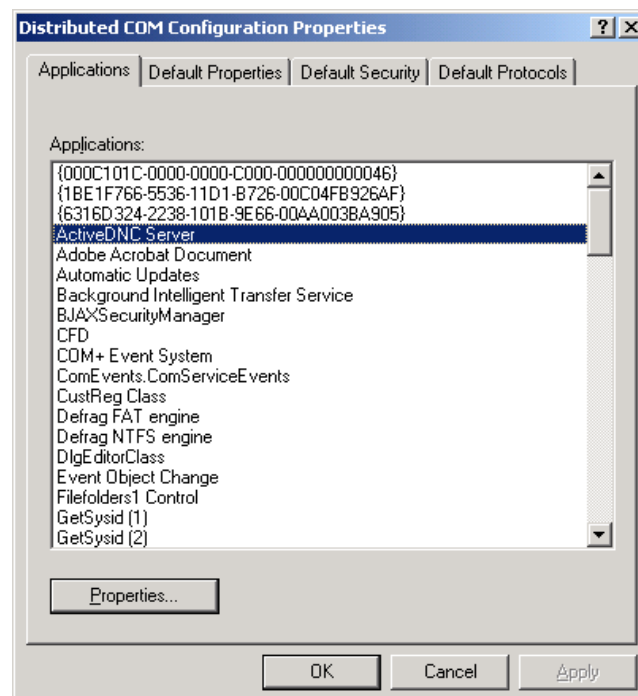 Distributed COM Configuration Properties
Applications Default Properties Default Security Default Protocols
Applications:
{000C101C-0000-0000-C000-000000000046}
{1BE1F766-5536-11D1-B726-00C04FB926AF}
{6316D324-2238-101B-9E66-00AA003BA905}
ActiveDNC Server
Adobe Acrobat Document
Automatic Updates
Background Intelligent Transfer Service
BJAXSecurityManager
CFD
COM+ Event System
ComEvents.ComServiceEvents
CustReg Class
Defrag FAT engine
Defrag NTFS engine
DlgEditorClass
Event Object Change
Filefolders1 Control
GetSysid (1)
GetSysid (2)
Properties...
OK Cancel Apply